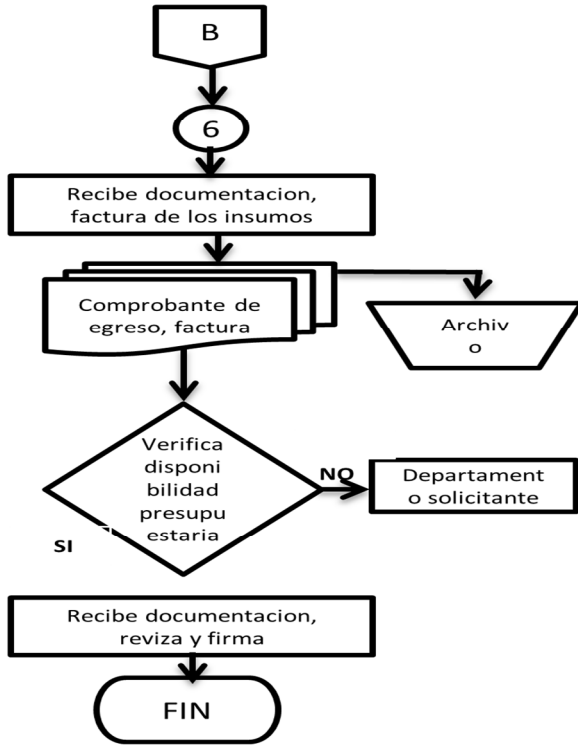 B
6
Recibe documentacion,
factura de los insumos
Comprobante de
egreso, factura
Archiv
o
Verifica
disponi
bilidad
presupu
estaria
NO
Departament
o solicitante
SI
Recibe documentacion,
reviza y firma
FIN